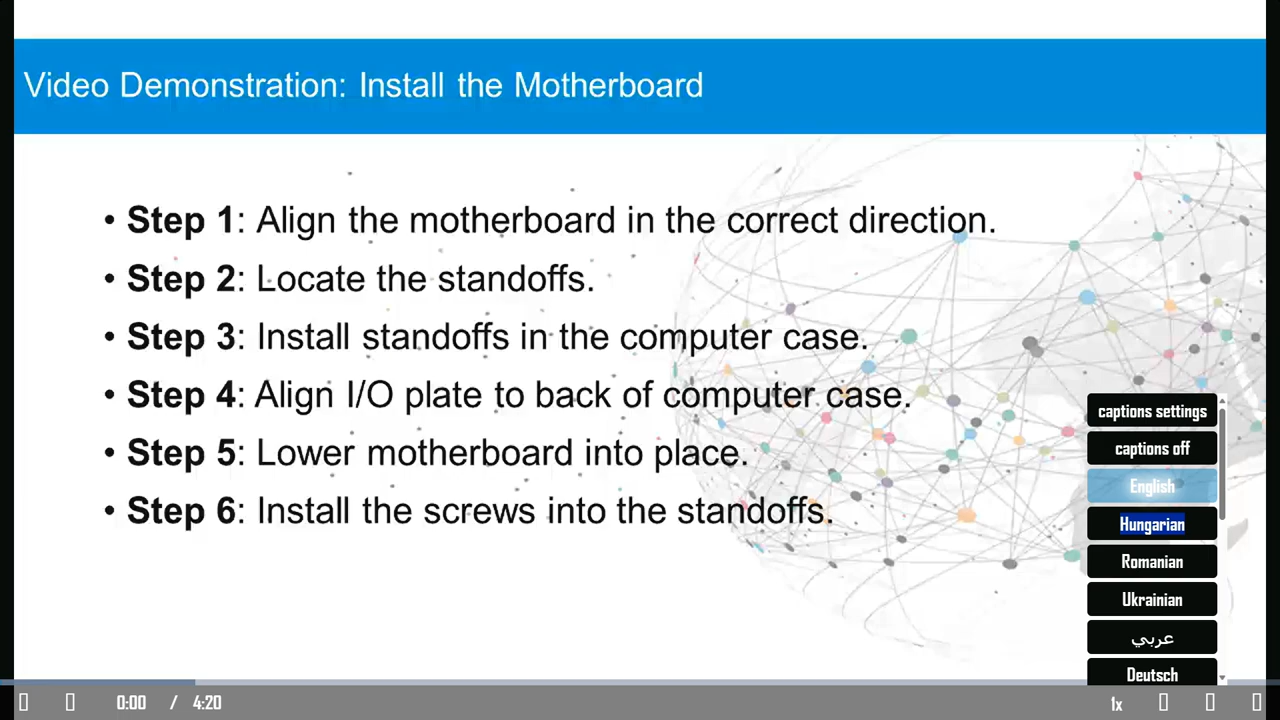 Video Demonstration: Install the Motherboard
• Step 1: Align the motherboard in the correct direction.
• Step 2: Locate the standoffs.
• Step 3: Install standoffs in the computer case.
• Step 4: Align I/O plate to back of computer case.
• Step 5: Lower motherboard into place.
• Step 6: Install the screws into the standoffs.
captions settings
captions off
English
Hungarian
Romanian
Ukrainian
عربي
Deutsch
0:00 / 4:20
1x